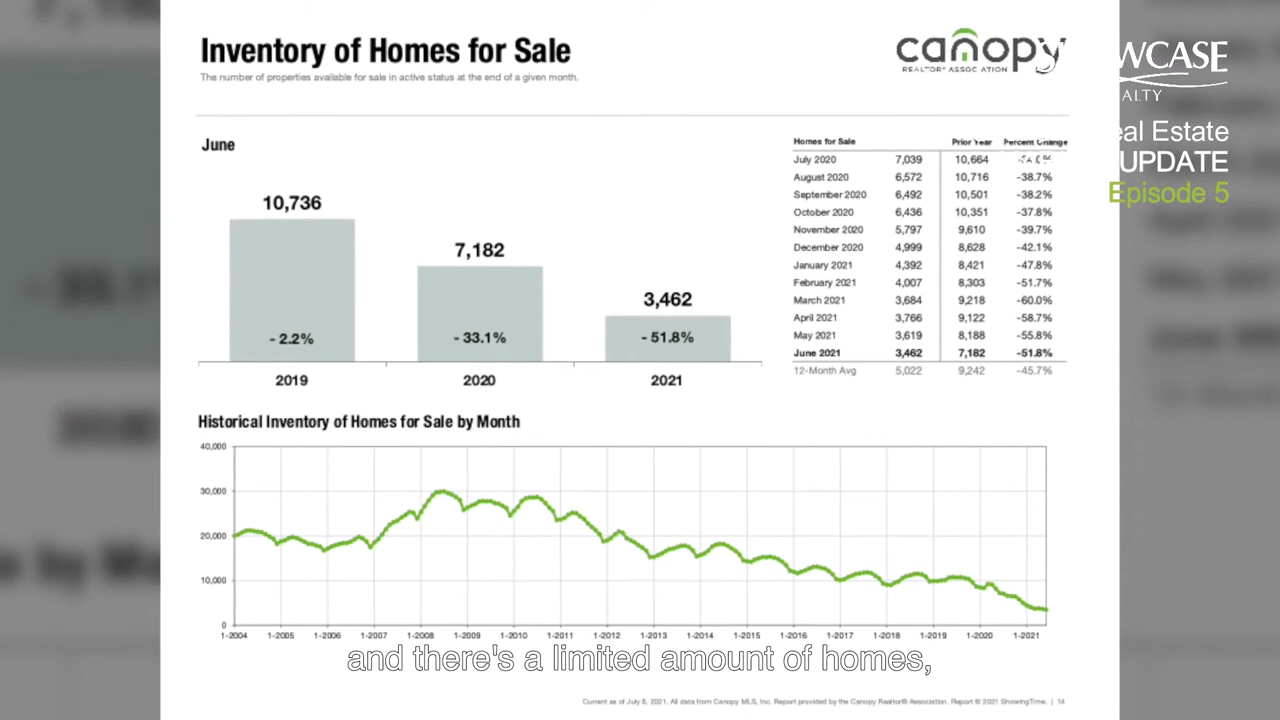 Inventory of Homes for Sale
The number of properties available for sale in active status at the end of a given month.
canopy
REALTOR® ASSOCIATION
WCASE
ALTY
eal Estate
UPDATE
Episode 5
June
10,736
7,182
3,462
- 2.2%
- 33.1%
- 51.8%
2019 2020 2021
Homes for Sale Prior Year Percent Change
July 2020 7,039 10,664
August 2020 6,572 10,716 -38.7%
September 2020 6,492 10,501 -38.2%
October 2020 6,436 10,351 -37.8%
November 2020 5,797 9,610 -39.7%
December 2020 4,999 8,628 -42.1%
January 2021 4,392 8,421 -47.8%
February 2021 4,007 8,303 -51.7%
March 2021 3,684 9,218 -60.0%
April 2021 3,766 9,122 -58.7%
May 2021 3,619 8,188 -55.8%
June 2021 3,462 7,182 -51.8%
12-Month Avg 5,022 9,242 -45.7%
Historical Inventory of Homes for Sale by Month
40,000
30,000
20,000
10,000
0
1-2004 1-2005 1-2006 1-2007 1-2008 1-2009 1-2010 1-2011 1-2012 1-2013 1-2014 1-2015 1-2016 1-2017 1-2018 1-2019 1-2020 1-2021
and there's a limited amount of homes,
Current as of July 6, 2021. All data from Canopy MLS, Inc. Report provided by the Canopy Realtor® Association. Report © 2021 ShowingTime. | 14